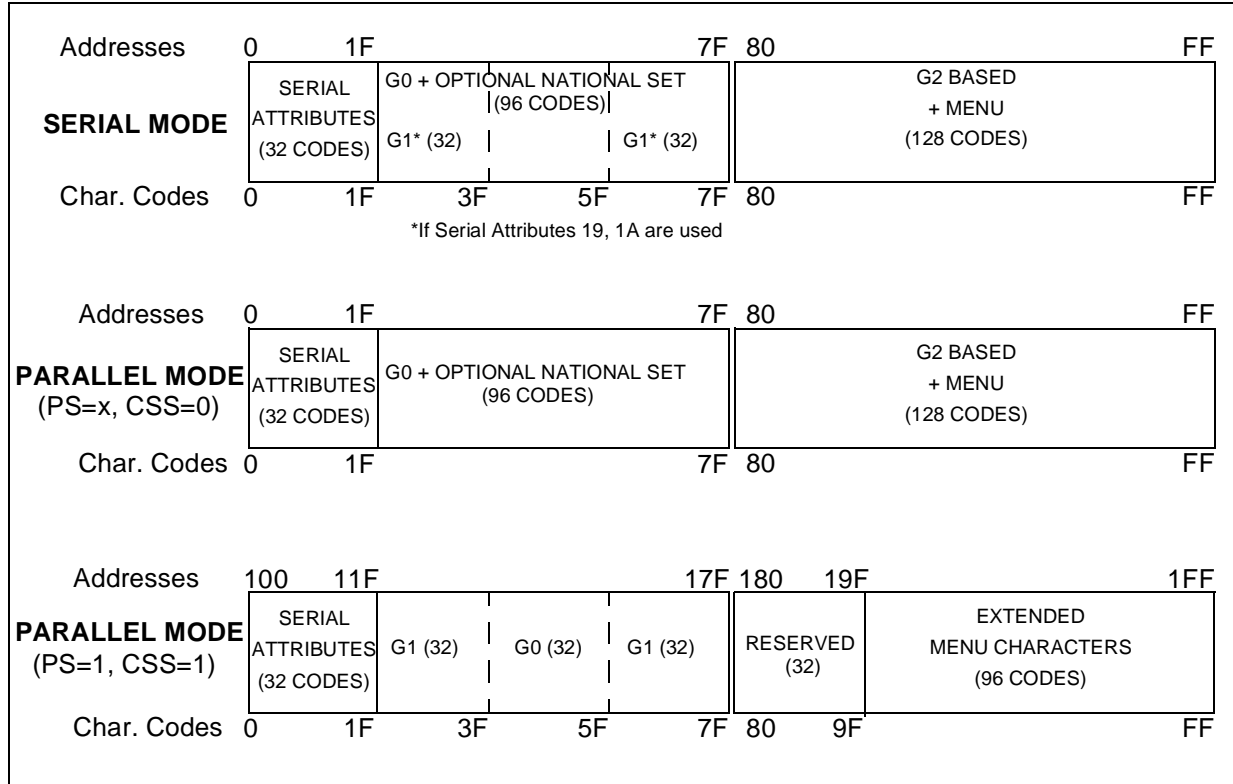 Addresses 0 1F 7F 80 FF
SERIAL MODE
SERIAL
ATTRIBUTES
(32 CODES)
G0 + OPTIONAL NATIONAL SET
(96 CODES)
G1* (32) G1* (32)
G2 BASED
+ MENU
(128 CODES)
Char. Codes 0 1F 3F 5F 7F 80 FF
*If Serial Attributes 19, 1A are used
Addresses 0 1F 7F 80 FF
PARALLEL MODE
(PS=x, CSS=0)
SERIAL
ATTRIBUTES
(32 CODES)
G0 + OPTIONAL NATIONAL SET
(96 CODES)
G2 BASED
+ MENU
(128 CODES)
Char. Codes 0 1F 7F 80 FF
Addresses 100 11F 17F 180 19F 1FF
PARALLEL MODE
(PS=1, CSS=1)
SERIAL
ATTRIBUTES
(32 CODES)
G1 (32) G0 (32) G1 (32)
RESERVED
(32)
EXTENDED
MENU CHARACTERS
(96 CODES)
Char. Codes 0 1F 3F 5F 7F 80 9F FF